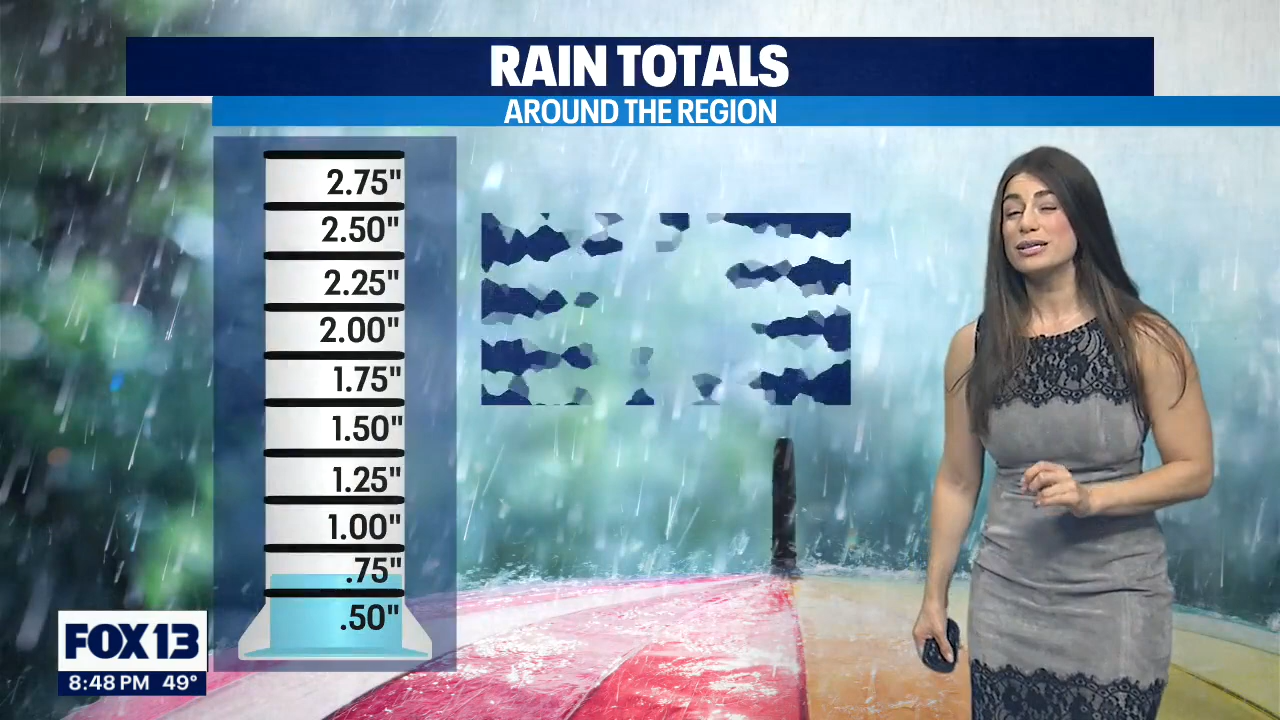 RAIN TOTALS
AROUND THE REGION
2.75"
2.50"
2.25"
2.00"
1.75"
1.50"
1.25"
1.00"
.75"
.50"
FOX 13
8:48 PM 49°